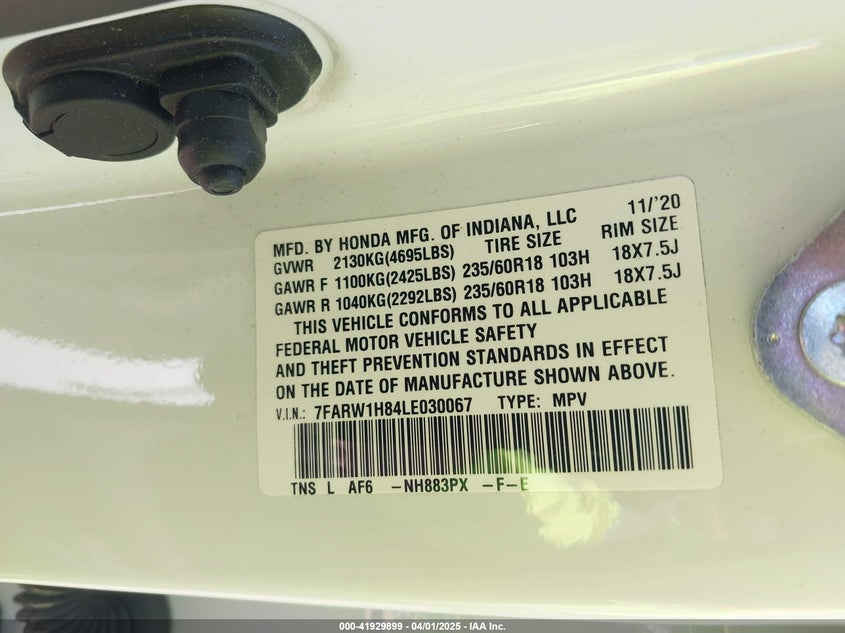 MFD. BY HONDA MFG. OF INDIANA, LLC 11/'20
GVWR 2130KG(4695LBS) TIRE SIZE RIM SIZE
GAWR F 1100KG(2425LBS) 235/60R18 103H 18X7.5J
GAWR R 1040KG(2292LBS) 235/60R18 103H 18X7.5J
THIS VEHICLE CONFORMS TO ALL APPLICABLE
FEDERAL MOTOR VEHICLE SAFETY
AND THEFT PREVENTION STANDARDS IN EFFECT
ON THE DATE OF MANUFACTURE SHOWN ABOVE.
V.I.N.: 7FARW1H84LE030067 TYPE: MPV
TNS L AF6 -NH883PX -F-E
000-41929899 - 04/01/2025 - IAA Inc.